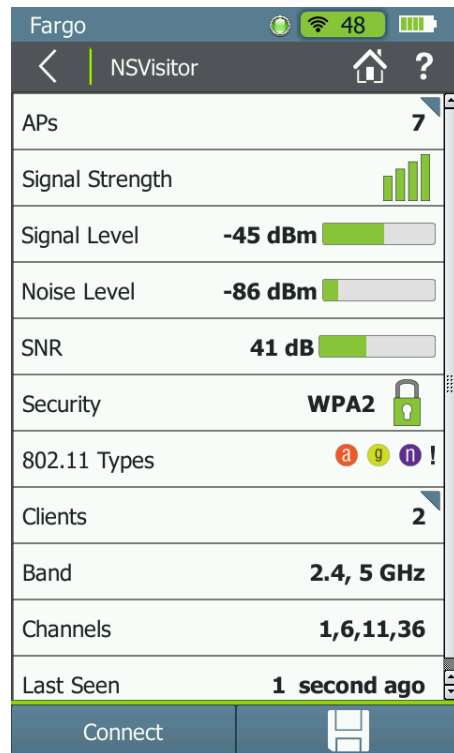 Fargo 48
NSVisitor ?
APs 7
Signal Strength
Signal Level -45 dBm
Noise Level -86 dBm
SNR 41 dB
Security WPA2
802.11 Types a g n !
Clients 2
Band 2.4, 5 GHz
Channels 1,6,11,36
Last Seen 1 second ago
Connect